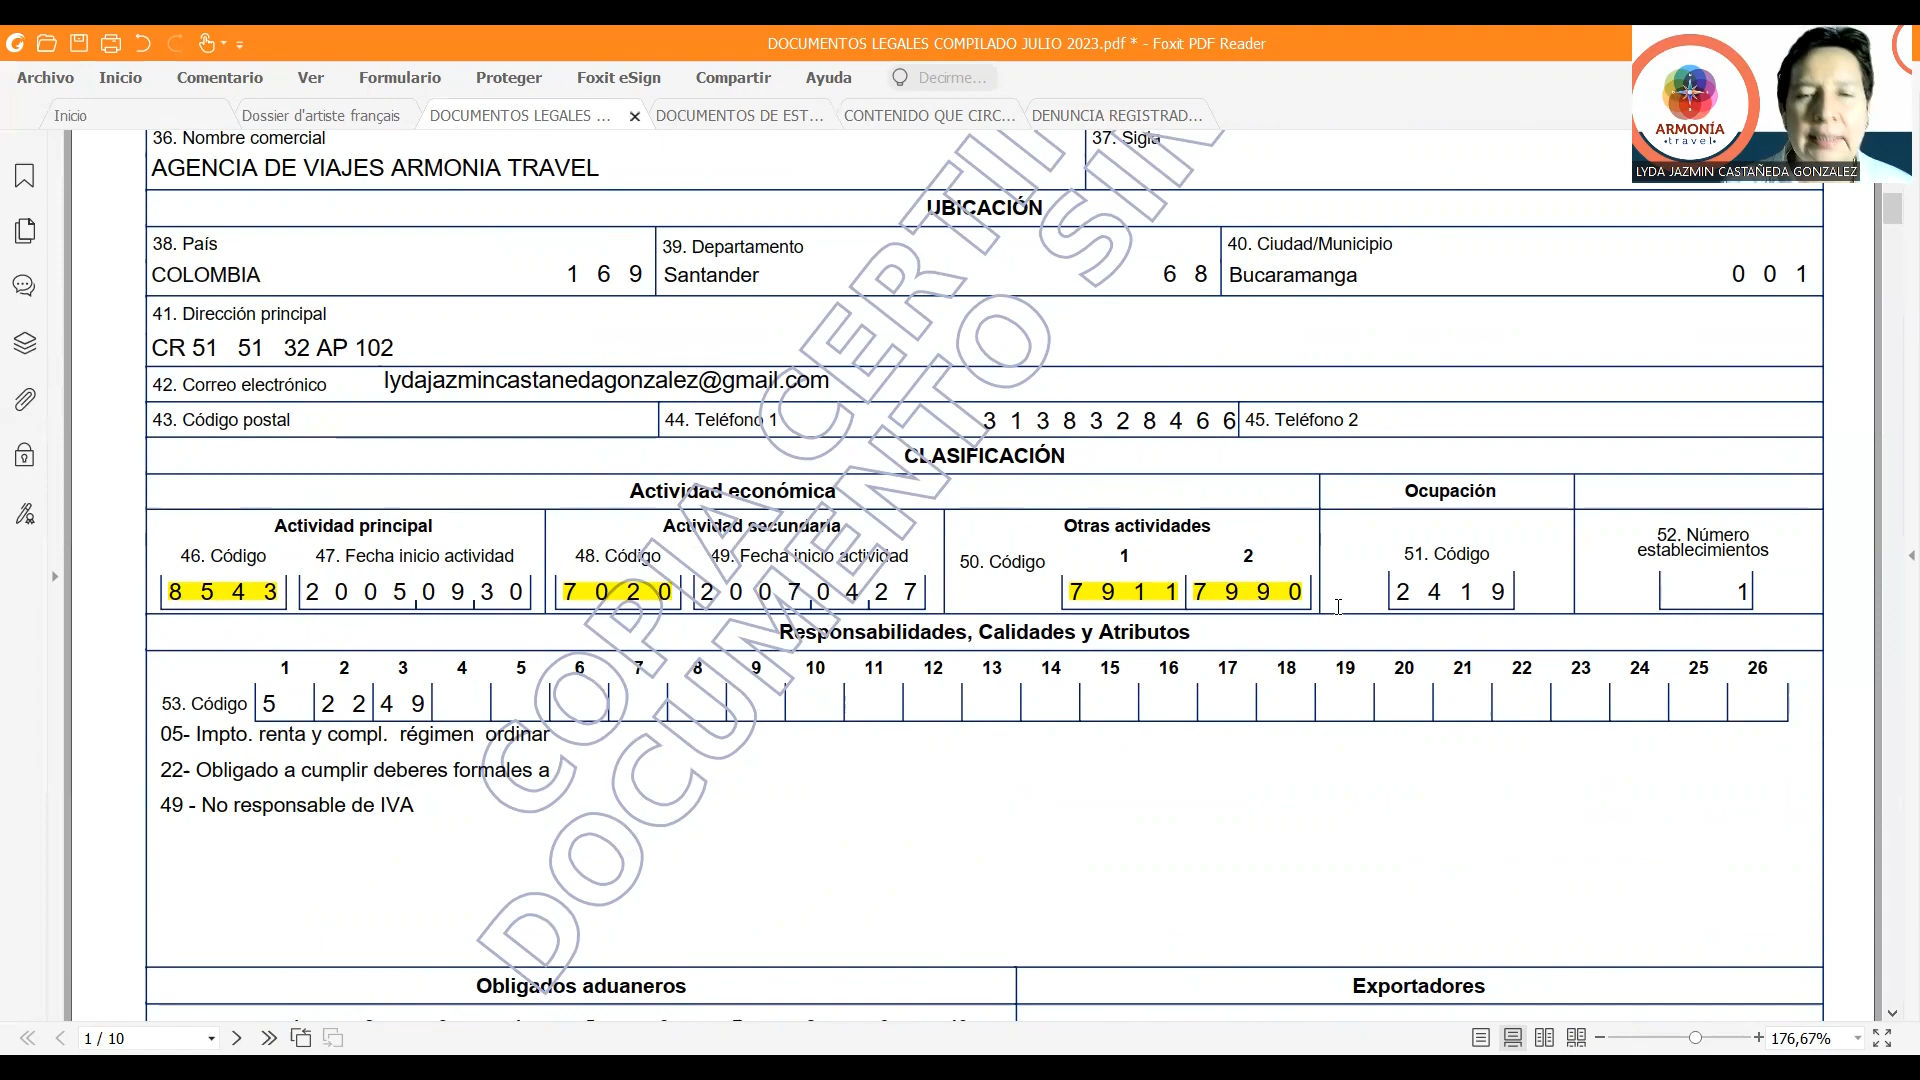 DOCUMENTOS LEGALES COMPILADO JULIO 2023.pdf * - Foxit PDF Reader
Archivo Inicio Comentario Ver Formulario Proteger Foxit eSign Compartir Ayuda Decirme...
Inicio Dossier d'artiste français DOCUMENTOS LEGALES ... DOCUMENTOS DE EST... CONTENIDO QUE CIRC... DENUNCIA REGISTRAD...
ARMONÍA
•travel•
LYDA JAZMIN CASTAÑEDA GONZALEZ
36. Nombre comercial 37. Sigla
AGENCIA DE VIAJES ARMONIA TRAVEL
UBICACIÓN
38. País 39. Departamento 40. Ciudad/Municipio
COLOMBIA 1 6 9 Santander 6 8 Bucaramanga 0 0 1
41. Dirección principal
CR 51 51 32 AP 102
42. Correo electrónico lydajazmincastanedagonzalez@gmail.com
43. Código postal 44. Teléfono 1 3 1 3 8 3 2 8 4 6 6 45. Teléfono 2
CLASIFICACIÓN
Actividad económica Ocupación
Actividad principal Actividad secundaria Otras actividades 52. Número
establecimientos
46. Código 47. Fecha inicio actividad 48. Código 49. Fecha inicio actividad 50. Código 1 2 51. Código
8 5 4 3 2 0 0 5 0 9 3 0 7 0 2 0 2 0 0 7 0 4 2 7 7 9 1 1 7 9 9 0 2 4 1 9 1
Responsabilidades, Calidades y Atributos
1 2 3 4 5 6 7 8 9 10 11 12 13 14 15 16 17 18 19 20 21 22 23 24 25 26
53. Código 5 2 2 4 9
05- Impto. renta y compl. régimen ordinar
22- Obligado a cumplir deberes formales a
49 - No responsable de IVA
COPIA CERTI
DOCUMENTO SIN
Obligados aduaneros Exportadores
1 / 10 176,67%